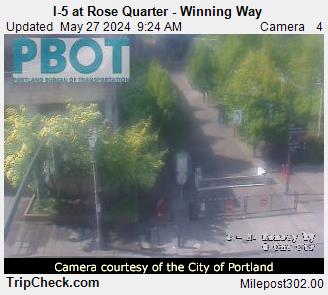 I-5 at Rose Quarter - Winning Way
Updated May 27 2024 9:24 AM Camera 4
PBOT
PORTLAND BUREAU OF TRANSPORTATION
Camera courtesy of the City of Portland
TripCheck.com Milepost302.00